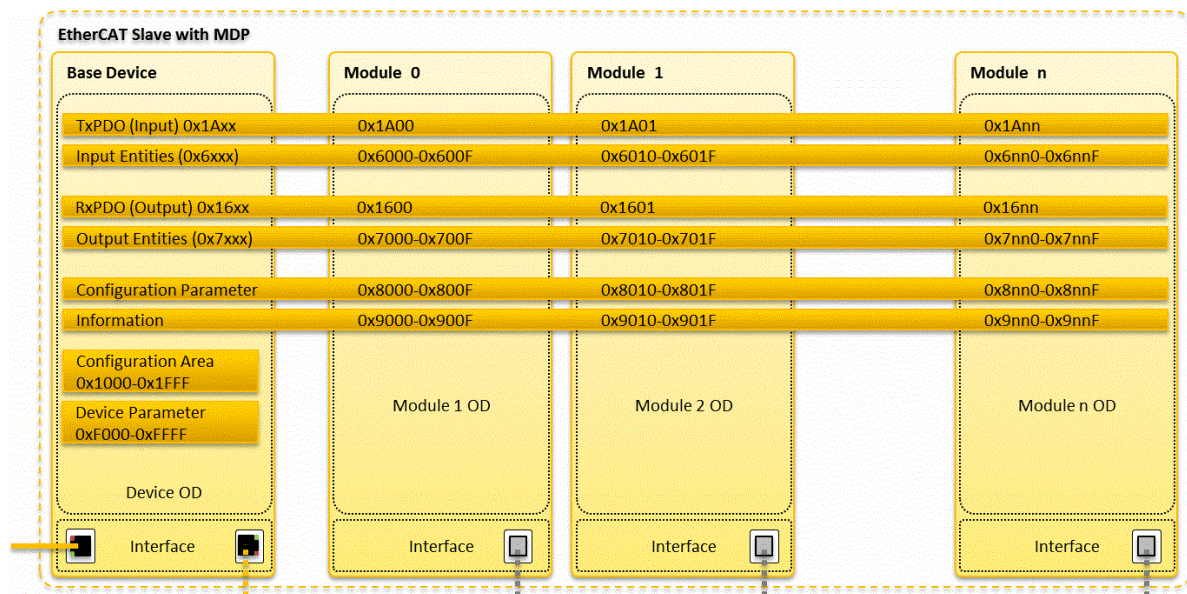 EtherCAT Slave with MDP
Base Device Module 0 Module 1 Module n
TxPDO (Input) 0x1Axx 0x1A00 0x1A01 0x1Ann
Input Entities (0x6xxx) 0x6000-0x600F 0x6010-0x601F 0x6nn0-0x6nnF
RxPDO (Output) 0x16xx 0x1600 0x1601 0x16nn
Output Entities (0x7xxx) 0x7000-0x700F 0x7010-0x701F 0x7nn0-0x7nnF
Configuration Parameter 0x8000-0x800F 0x8010-0x801F 0x8nn0-0x8nnF
Information 0x9000-0x900F 0x9010-0x901F 0x9nn0-0x9nnF
Configuration Area
0x1000-0x1FFF
Device Parameter
0xF000-0xFFFF
Module 1 OD Module 2 OD Module n OD
Device OD
Interface Interface Interface Interface